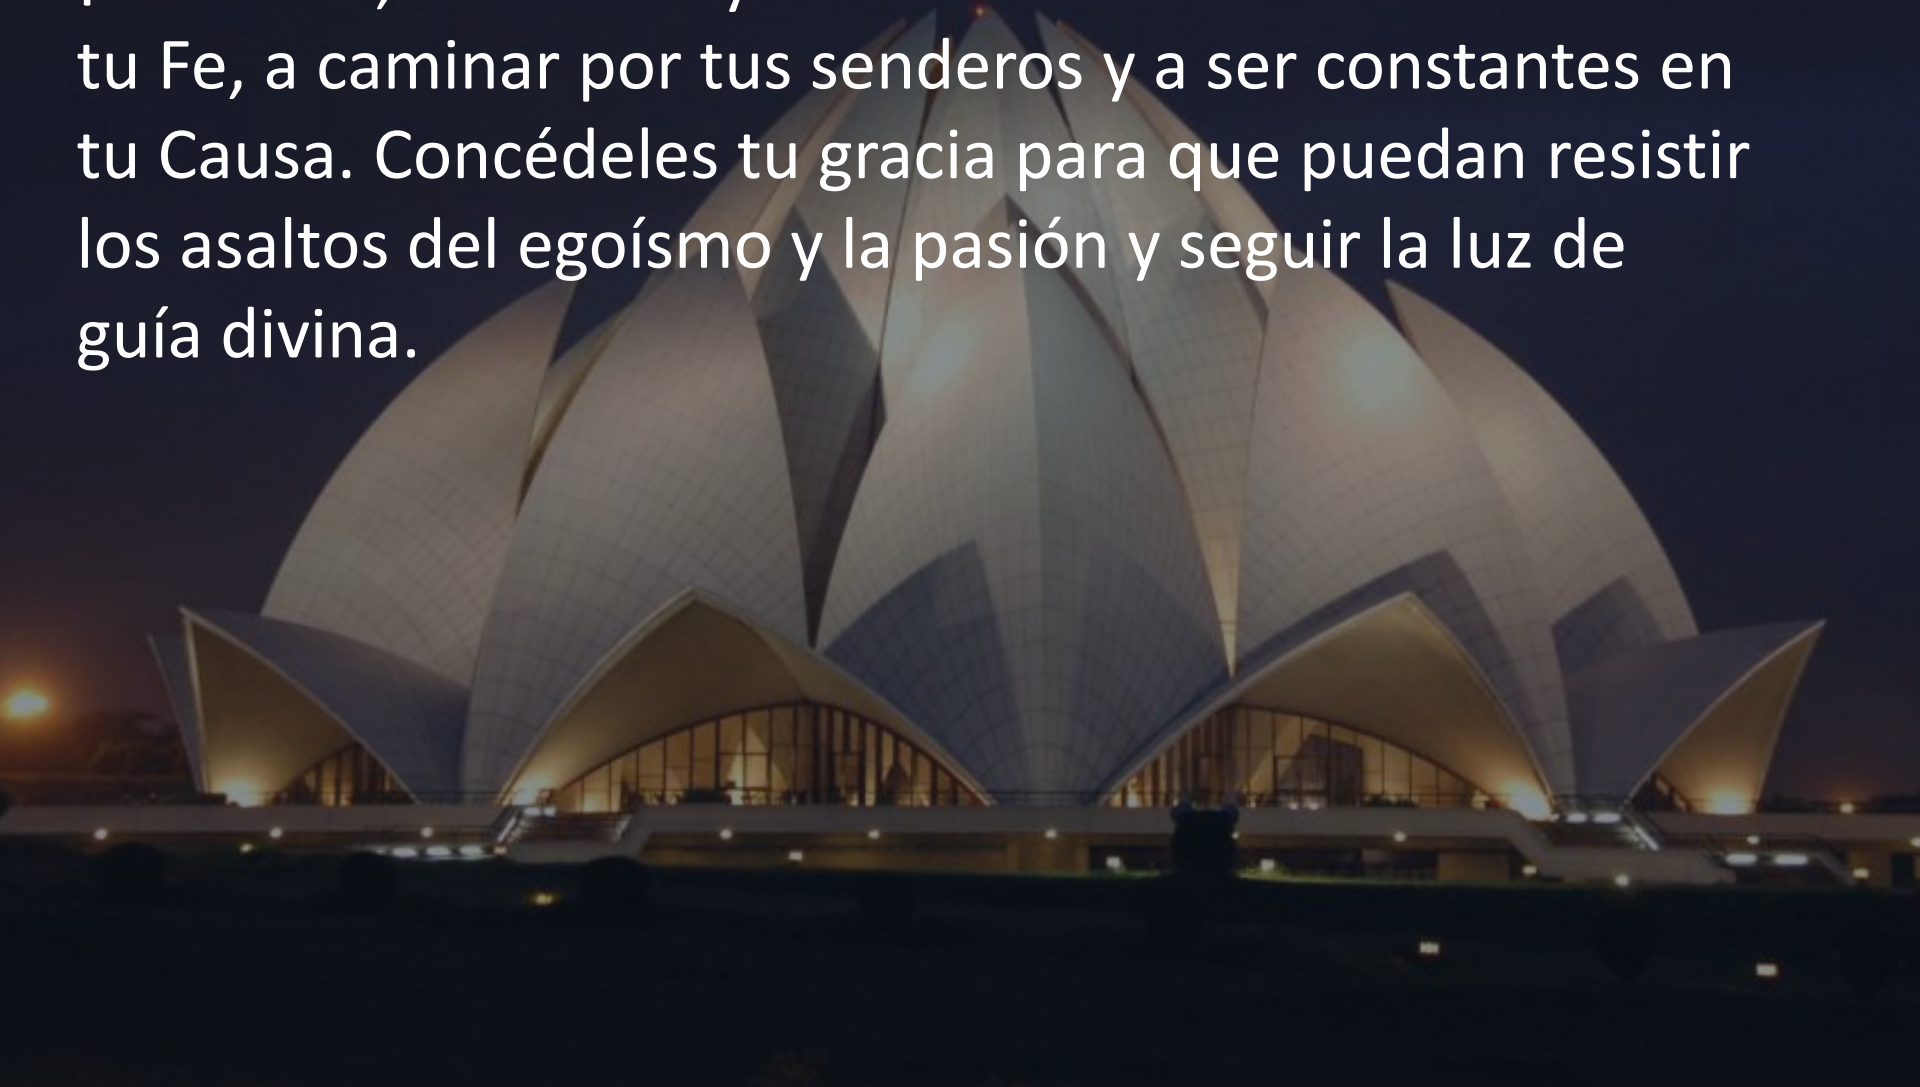 tu Fe, a caminar por tus senderos y a ser constantes en
tu Causa. Concédeles tu gracia para que puedan resistir
los asaltos del egoísmo y la pasión y seguir la luz de
guía divina.